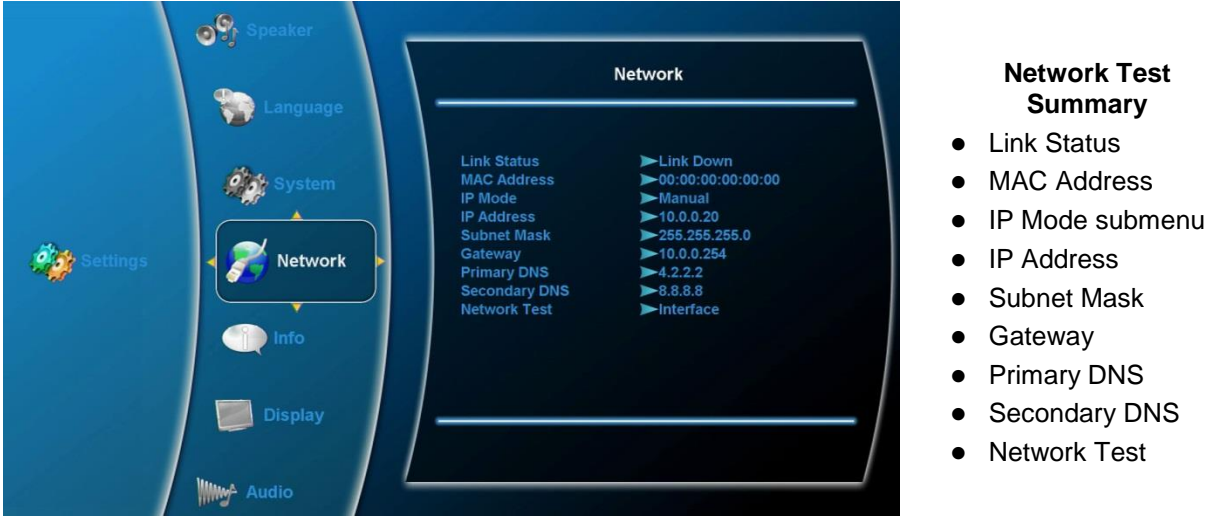 Speaker
Language
System
Settings
Network
Info
Display
Audio
Network
Link Status Link Down
MAC Address 00:00:00:00:00:00
IP Mode Manual
IP Address 10.0.0.20
Subnet Mask 255.255.255.0
Gateway 10.0.0.254
Primary DNS 4.2.2.2
Secondary DNS 8.8.8.8
Network Test Interface
Network Test
Summary
● Link Status
● MAC Address
● IP Mode submenu
● IP Address
● Subnet Mask
● Gateway
● Primary DNS
● Secondary DNS
● Network Test